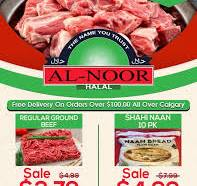 THE NAME YOU TRUST
حلال
حلال
AL-NOOR
HALAL
Free Delivery On Orders Over $100.00 All Over Calgary
REGULAR GROUND
BEEF
SHAHI NAAN
10 PK
NAAN BREAD
Sale $4.98
Sale $7.99